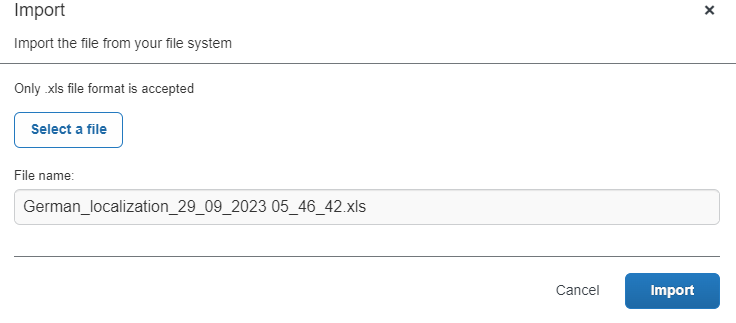 Import
Import the file from your file system
Only .xls file format is accepted
Select a file
File name:
German_localization_29_09_2023 05_46_42.xls
Cancel
Import